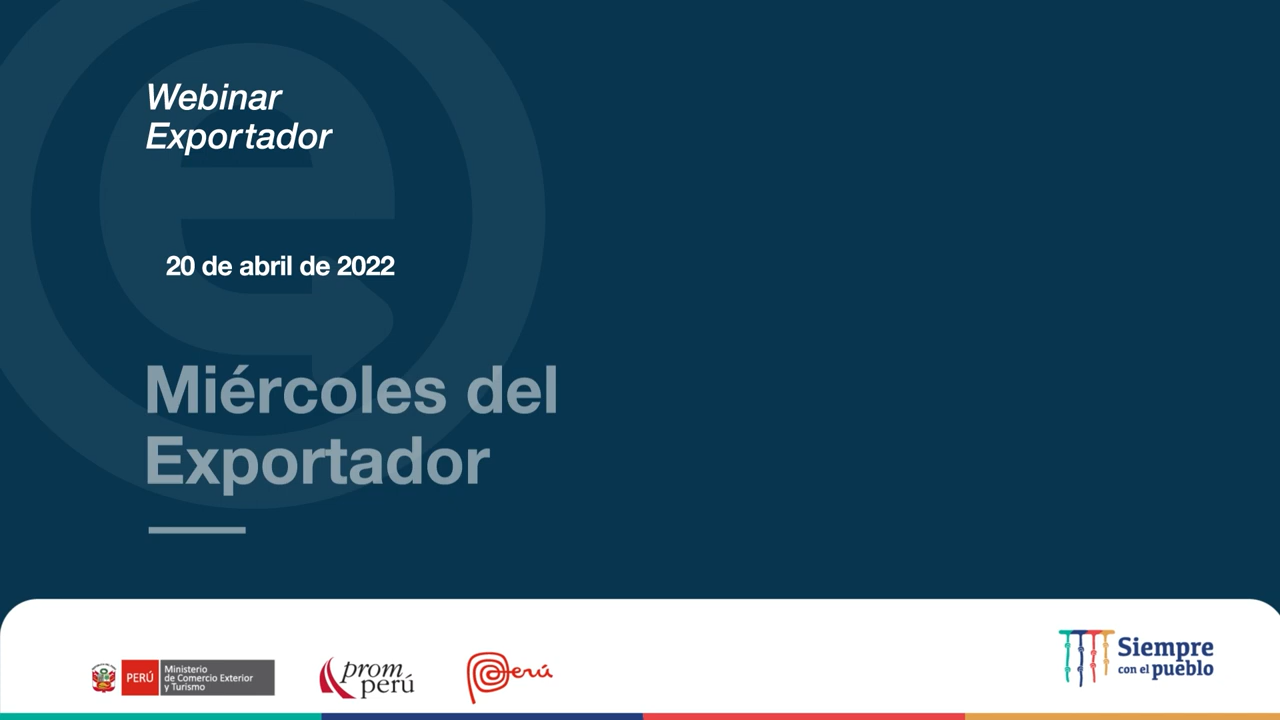 Webinar
Exportador
20 de abril de 2022
Miércoles del
Exportador
PERÚ
Ministerio
de Comercio Exterior
y Turismo
prom
perú
Perú
Siempre
con el pueblo